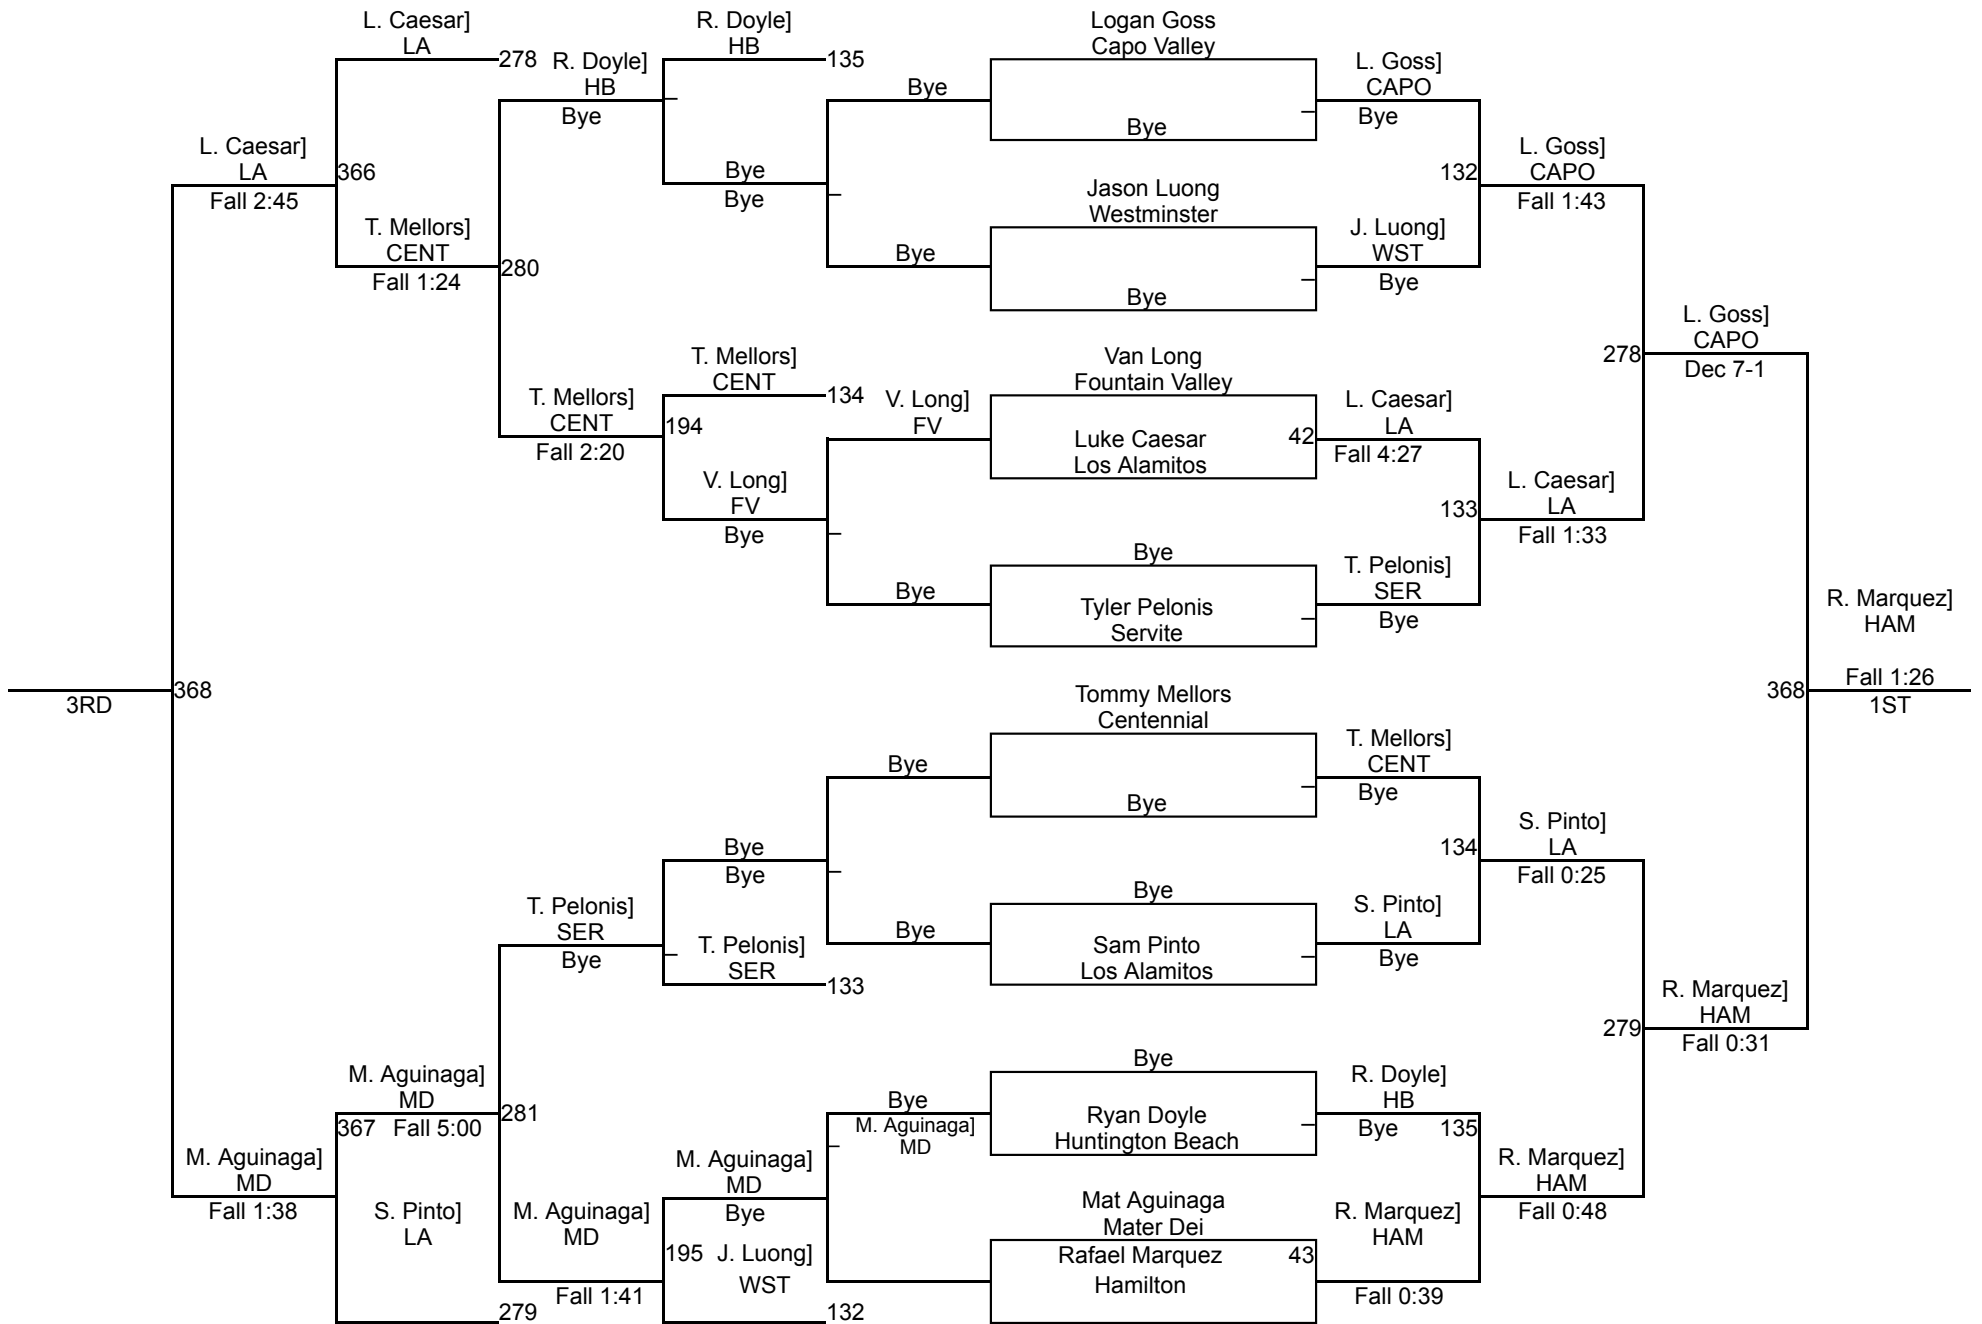 L. Caesar]
LA
278
R. Doyle]
HB
Bye
R. Doyle]
HB
135
Bye
Logan Goss
Capo Valley
Bye
L. Goss]
CAPO
Bye
L. Caesar]
LA
Fall 2:45
366
T. Mellors]
CENT
Fall 1:24
280
Bye
Bye
Bye
Jason Luong
Westminster
Bye
J. Luong]
WST
Bye
132
L. Goss]
CAPO
Fall 1:43
L. Goss]
CAPO
Dec 7-1
278
T. Mellors]
CENT
Fall 2:20
T. Mellors]
CENT
134
194
V. Long]
FV
Bye
V. Long]
FV
Van Long
Fountain Valley
Luke Caesar
Los Alamitos
42
L. Caesar]
LA
Fall 4:27
133
L. Caesar]
LA
Fall 1:33
Bye
Bye
Tyler Pelonis
Servite
T. Pelonis]
SER
Bye
R. Marquez]
HAM
Fall 1:26
1ST
368
3RD
368
Tommy Mellors
Centennial
Bye
Bye
T. Mellors]
CENT
Bye
134
S. Pinto]
LA
Fall 0:25
Bye
Bye
T. Pelonis]
SER
Bye
T. Pelonis]
SER
133
Bye
Bye
Sam Pinto
Los Alamitos
S. Pinto]
LA
Bye
R. Marquez]
HAM
Fall 0:31
279
M. Aguinaga]
MD
367 Fall 5:00
281
Bye
M. Aguinaga]
MD
Bye
Ryan Doyle
Huntington Beach
R. Doyle]
HB
Bye
135
M. Aguinaga]
MD
Fall 1:38
S. Pinto]
LA
279
M. Aguinaga]
MD
Fall 1:41
M. Aguinaga]
MD
Bye
195 J. Luong]
WST
132
Mat Aguinaga
Mater Dei
Rafael Marquez
Hamilton
43
R. Marquez]
HAM
Fall 0:39
R. Marquez]
HAM
Fall 0:48